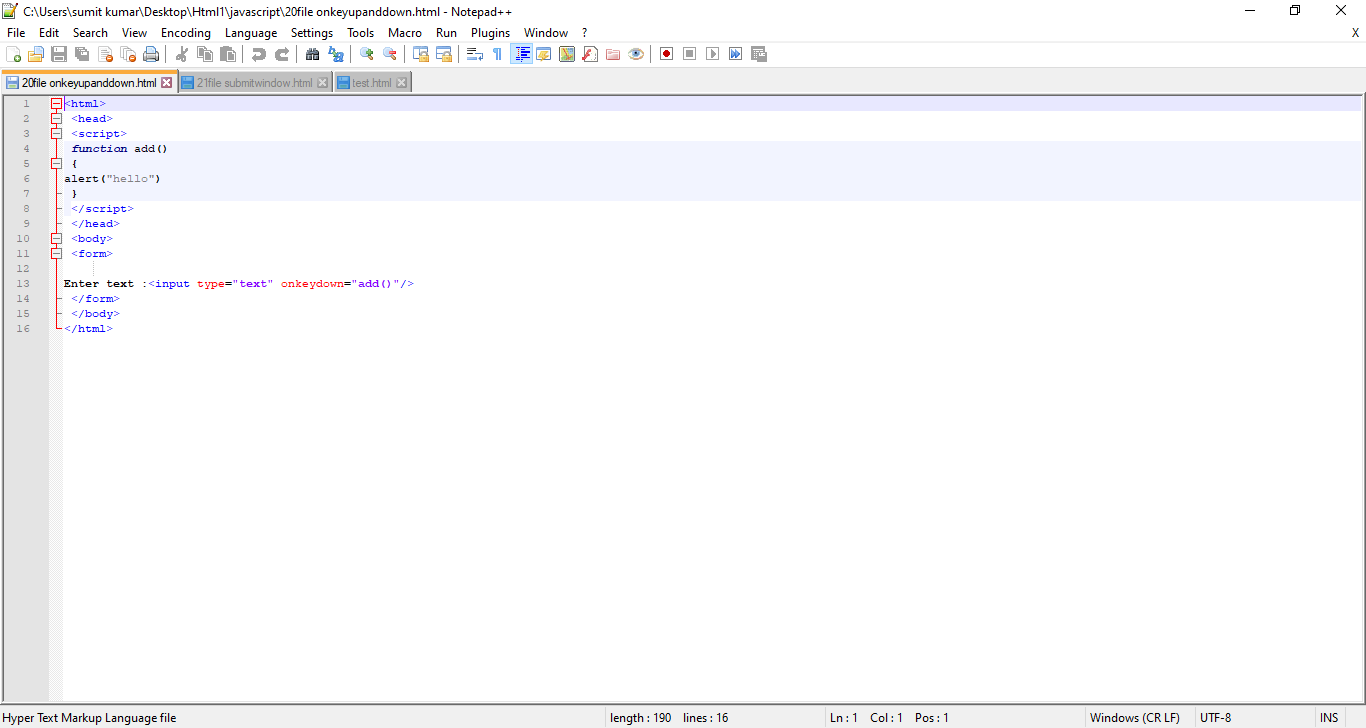 C:\Users\sumit kumar\Desktop\Html1\javascript\20file onkeyupanddown.html - Notepad++
File Edit Search View Encoding Language Settings Tools Macro Run Plugins Window ? X
20file onkeyupanddown.html 21file submitwindow.html test.html
1 <html>
2 <head>
3 <script>
4 function add()
5 {
6 alert("hello")
7 }
8 </script>
9 </head>
10 <body>
11 <form>
12
13 Enter text :<input type="text" onkeydown="add()"/>
14 </form>
15 </body>
16 </html>
Hyper Text Markup Language file length : 190 lines : 16 Ln : 1 Col : 1 Pos : 1 Windows (CR LF) UTF-8 INS